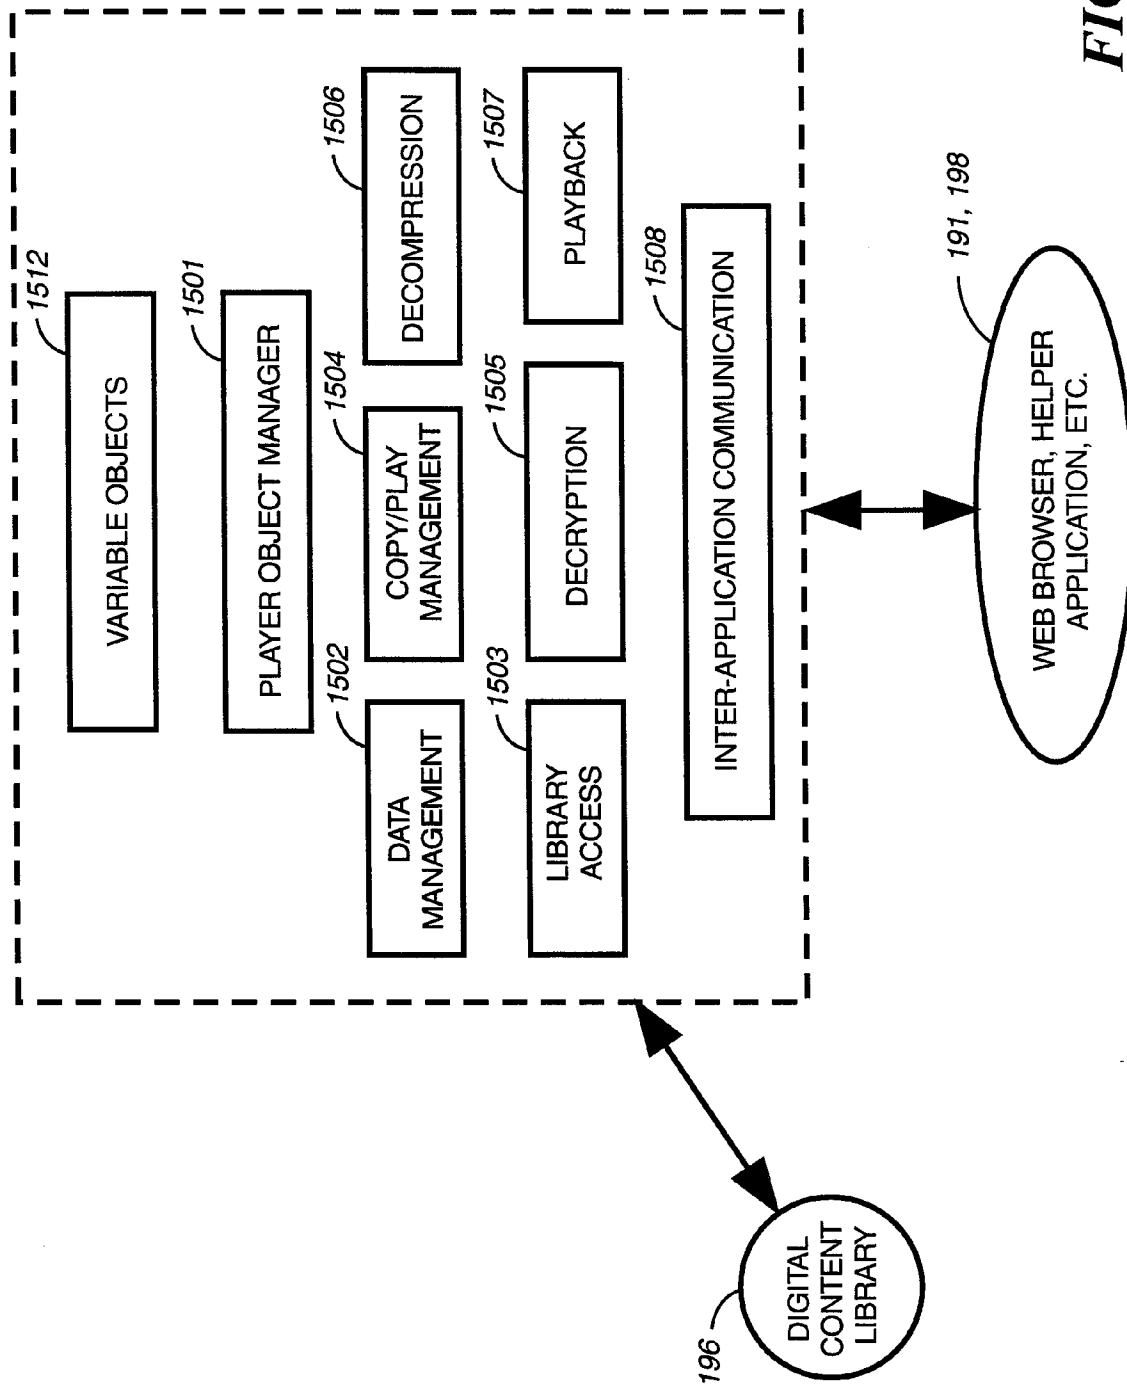 1512
VARIABLE OBJECTS
1501
PLAYER OBJECT MANAGER
1502
DATA
MANAGEMENT
1504
COPY/PLAY
MANAGEMENT
1506
DECOMPRESSION
1503
LIBRARY
ACCESS
1505
DECRYPTION
1507
PLAYBACK
1508
INTER-APPLICATION COMMUNICATION
196
DIGITAL
CONTENT
LIBRARY
191, 198
WEB BROWSER, HELPER
APPLICATION, ETC.